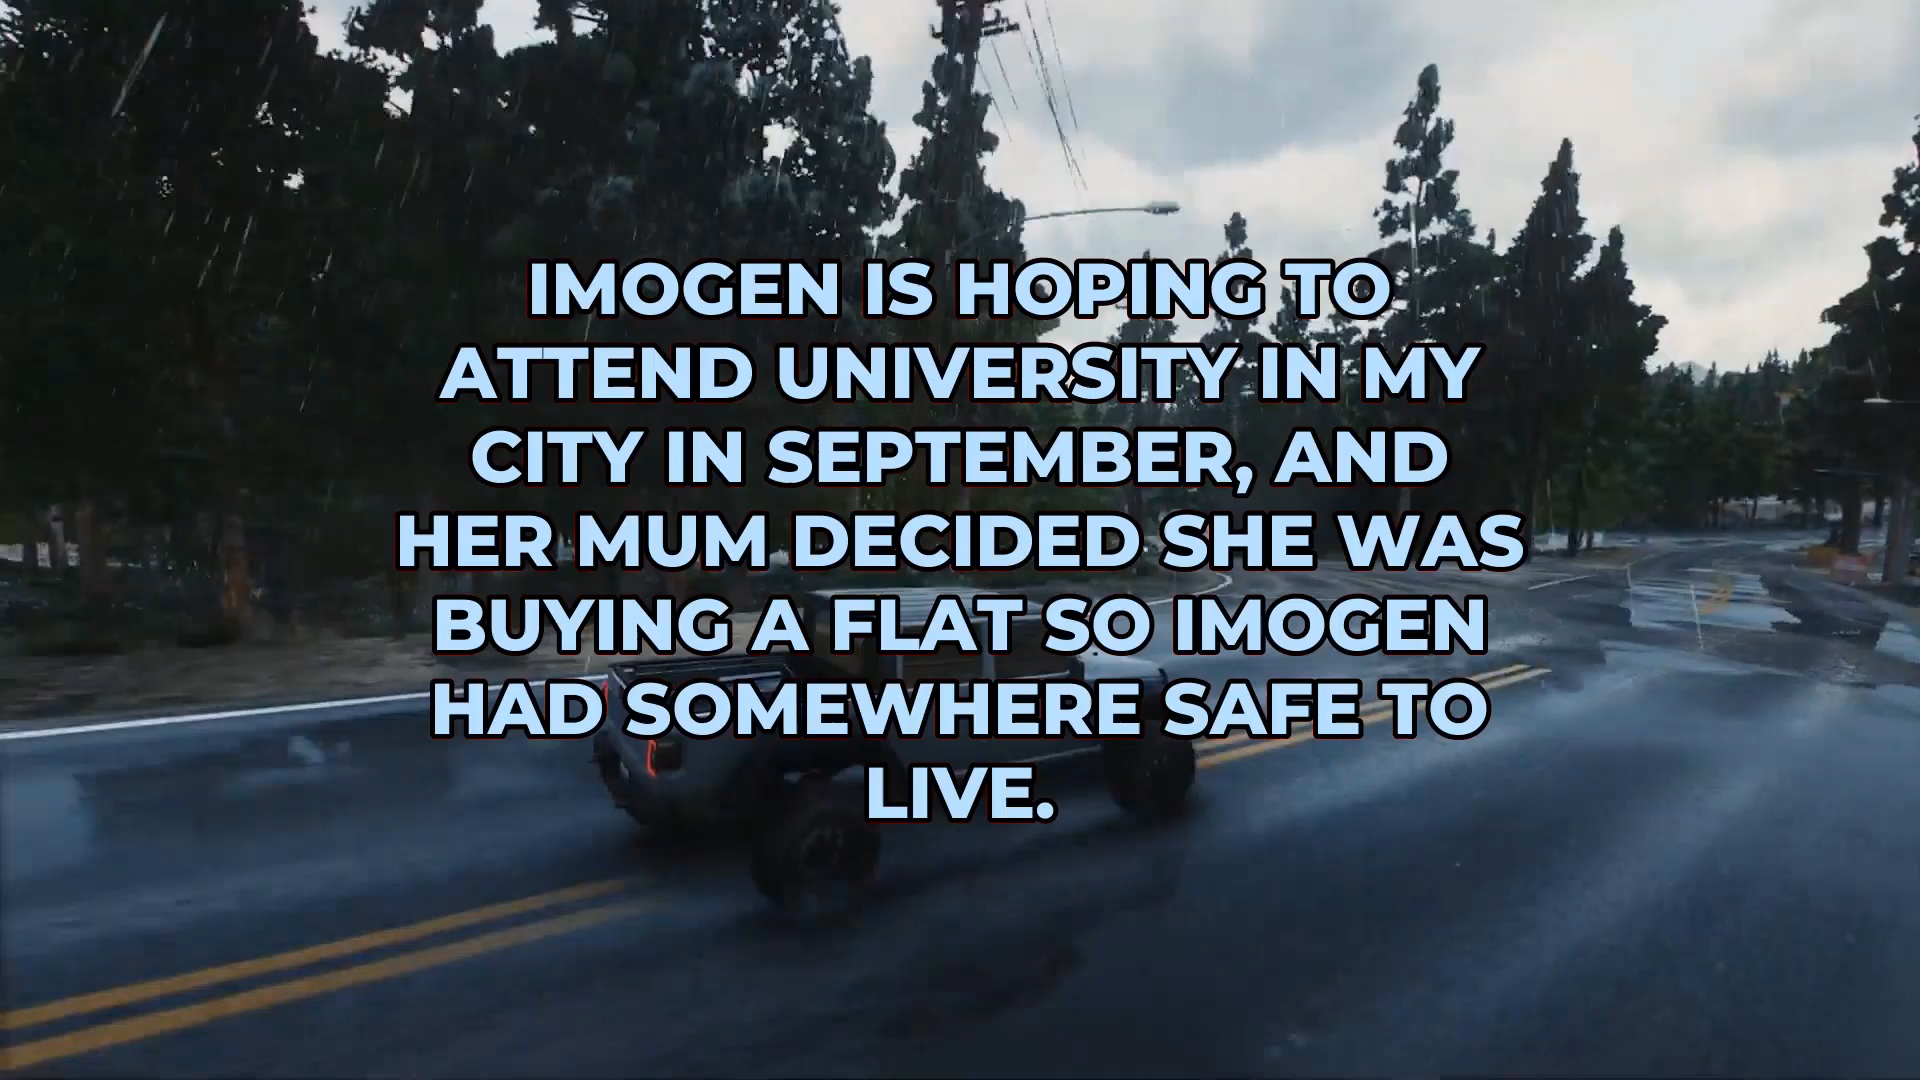 IMOGEN IS HOPING TO
ATTEND UNIVERSITY IN MY
CITY IN SEPTEMBER, AND
HER MUM DECIDED SHE WAS
BUYING A FLAT SO IMOGEN
HAD SOMEWHERE SAFE TO
LIVE.